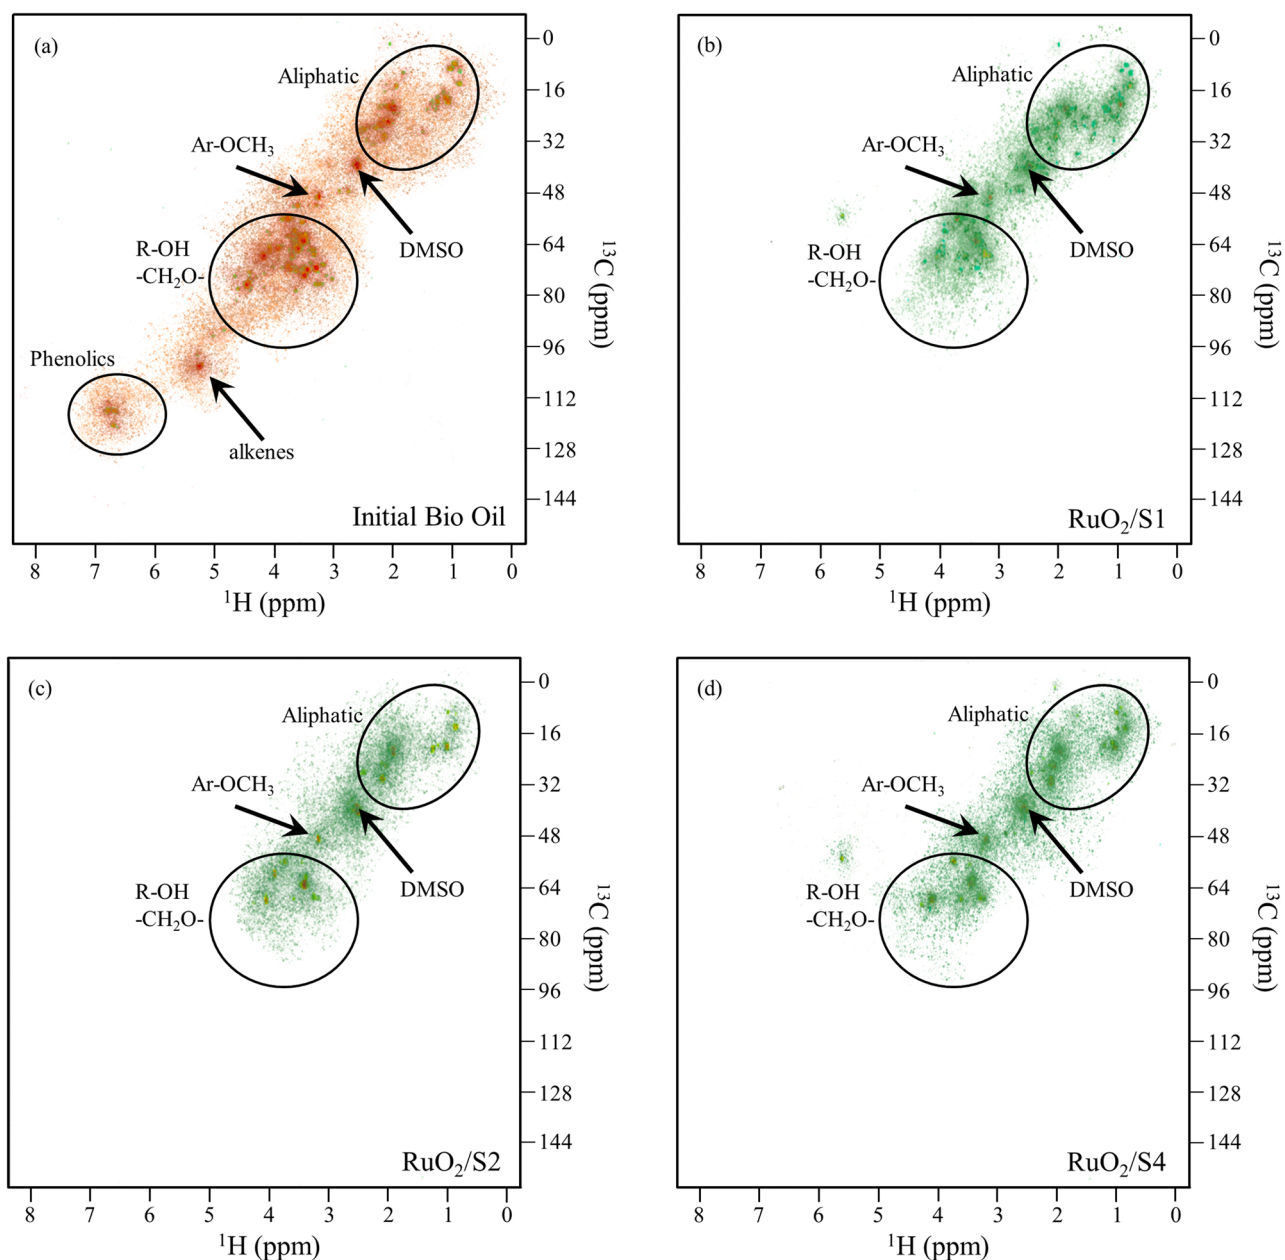 (a)
Aliphatic
Ar-OCH₃
DMSO
R-OH
-CH₂O-
Phenolics
alkenes
Initial Bio Oil
0
16
32
48
64
80
96
112
128
144
¹³C (ppm)
8 7 6 5 4 3 2 1 0
¹H (ppm)
(b)
Aliphatic
Ar-OCH₃
DMSO
R-OH
-CH₂O-
RuO₂/S1
0
16
32
48
64
80
96
112
128
144
¹³C (ppm)
8 7 6 5 4 3 2 1 0
¹H (ppm)
(c)
Aliphatic
Ar-OCH₃
DMSO
R-OH
-CH₂O-
RuO₂/S2
0
16
32
48
64
80
96
112
128
144
¹³C (ppm)
8 7 6 5 4 3 2 1 0
¹H (ppm)
(d)
Aliphatic
Ar-OCH₃
DMSO
R-OH
-CH₂O-
RuO₂/S4
0
16
32
48
64
80
96
112
128
144
¹³C (ppm)
8 7 6 5 4 3 2 1 0
¹H (ppm)